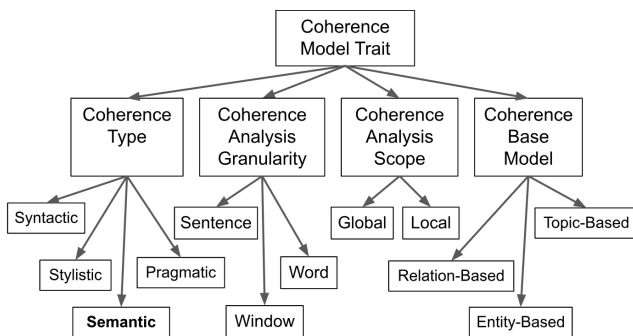 Coherence
Model Trait
Coherence
Type
Coherence
Analysis
Granularity
Coherence
Analysis
Scope
Coherence
Base
Model
Syntactic
Stylistic
Semantic
Pragmatic
Sentence
Window
Word
Global
Local
Relation-Based
Entity-Based
Topic-Based